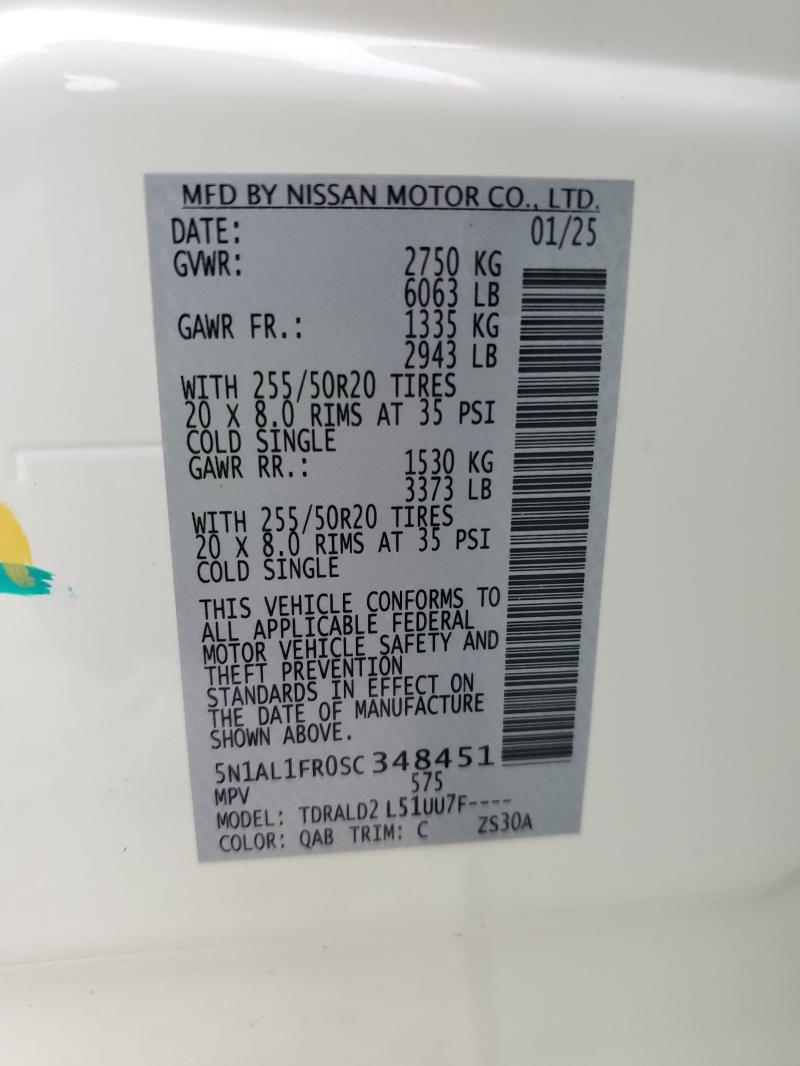 MFD BY NISSAN MOTOR CO., LTD.
DATE: 01/25
GVWR: 2750 KG
6063 LB
GAWR FR.: 1335 KG
2943 LB
WITH 255/50R20 TIRES
20 X 8.0 RIMS AT 35 PSI
COLD SINGLE
GAWR RR.: 1530 KG
3373 LB
WITH 255/50R20 TIRES
20 X 8.0 RIMS AT 35 PSI
COLD SINGLE
THIS VEHICLE CONFORMS TO
ALL APPLICABLE FEDERAL
MOTOR VEHICLE SAFETY AND
THEFT PREVENTION
STANDARDS IN EFFECT ON
THE DATE OF MANUFACTURE
SHOWN ABOVE.
5N1AL1FR0SC 348451
MPV 575
MODEL: TDRALD2 L51UU7F----
COLOR: QAB TRIM: C ZS30A